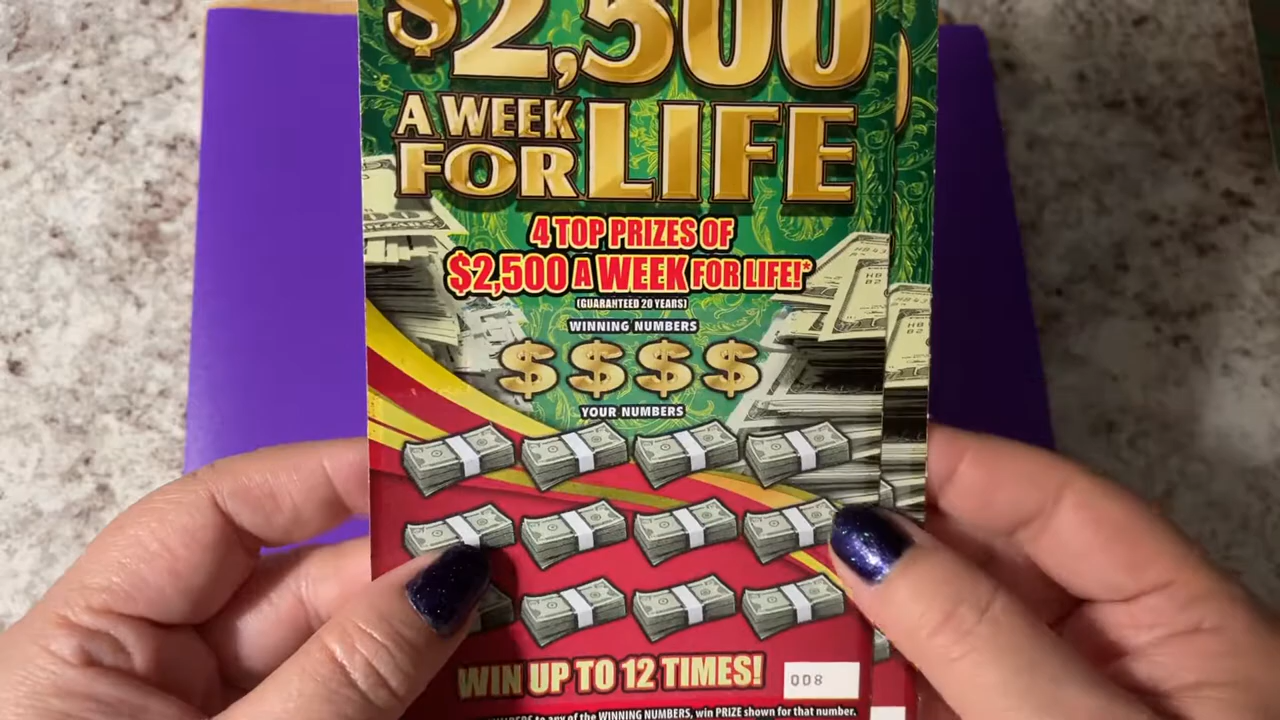 $2,500
A WEEK
FOR LIFE
4 TOP PRIZES OF
$2,500 A WEEK FOR LIFE!*
(GUARANTEED 20 YEARS)
WINNING NUMBERS
$ $ $ $
YOUR NUMBERS
WIN UP TO 12 TIMES!
008
to any of the WINNING NUMBERS, win PRIZE shown for that number.